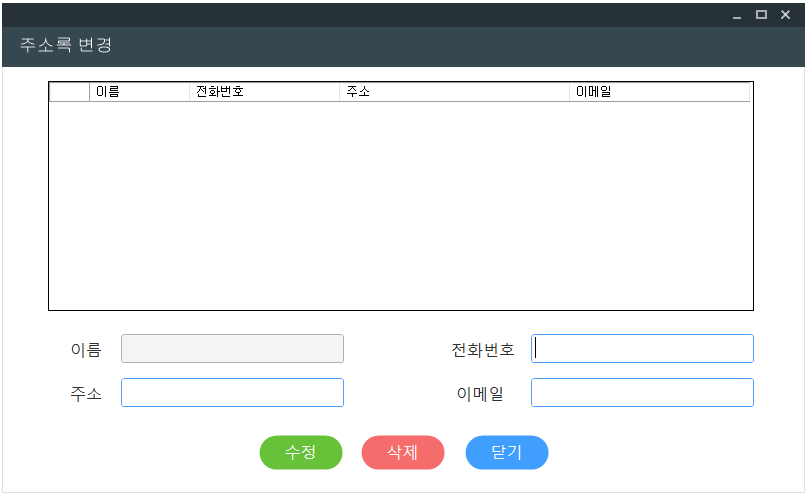 주소록 변경
이름 전화번호 주소 이메일
이름 전화번호
주소 이메일
수정 삭제 닫기